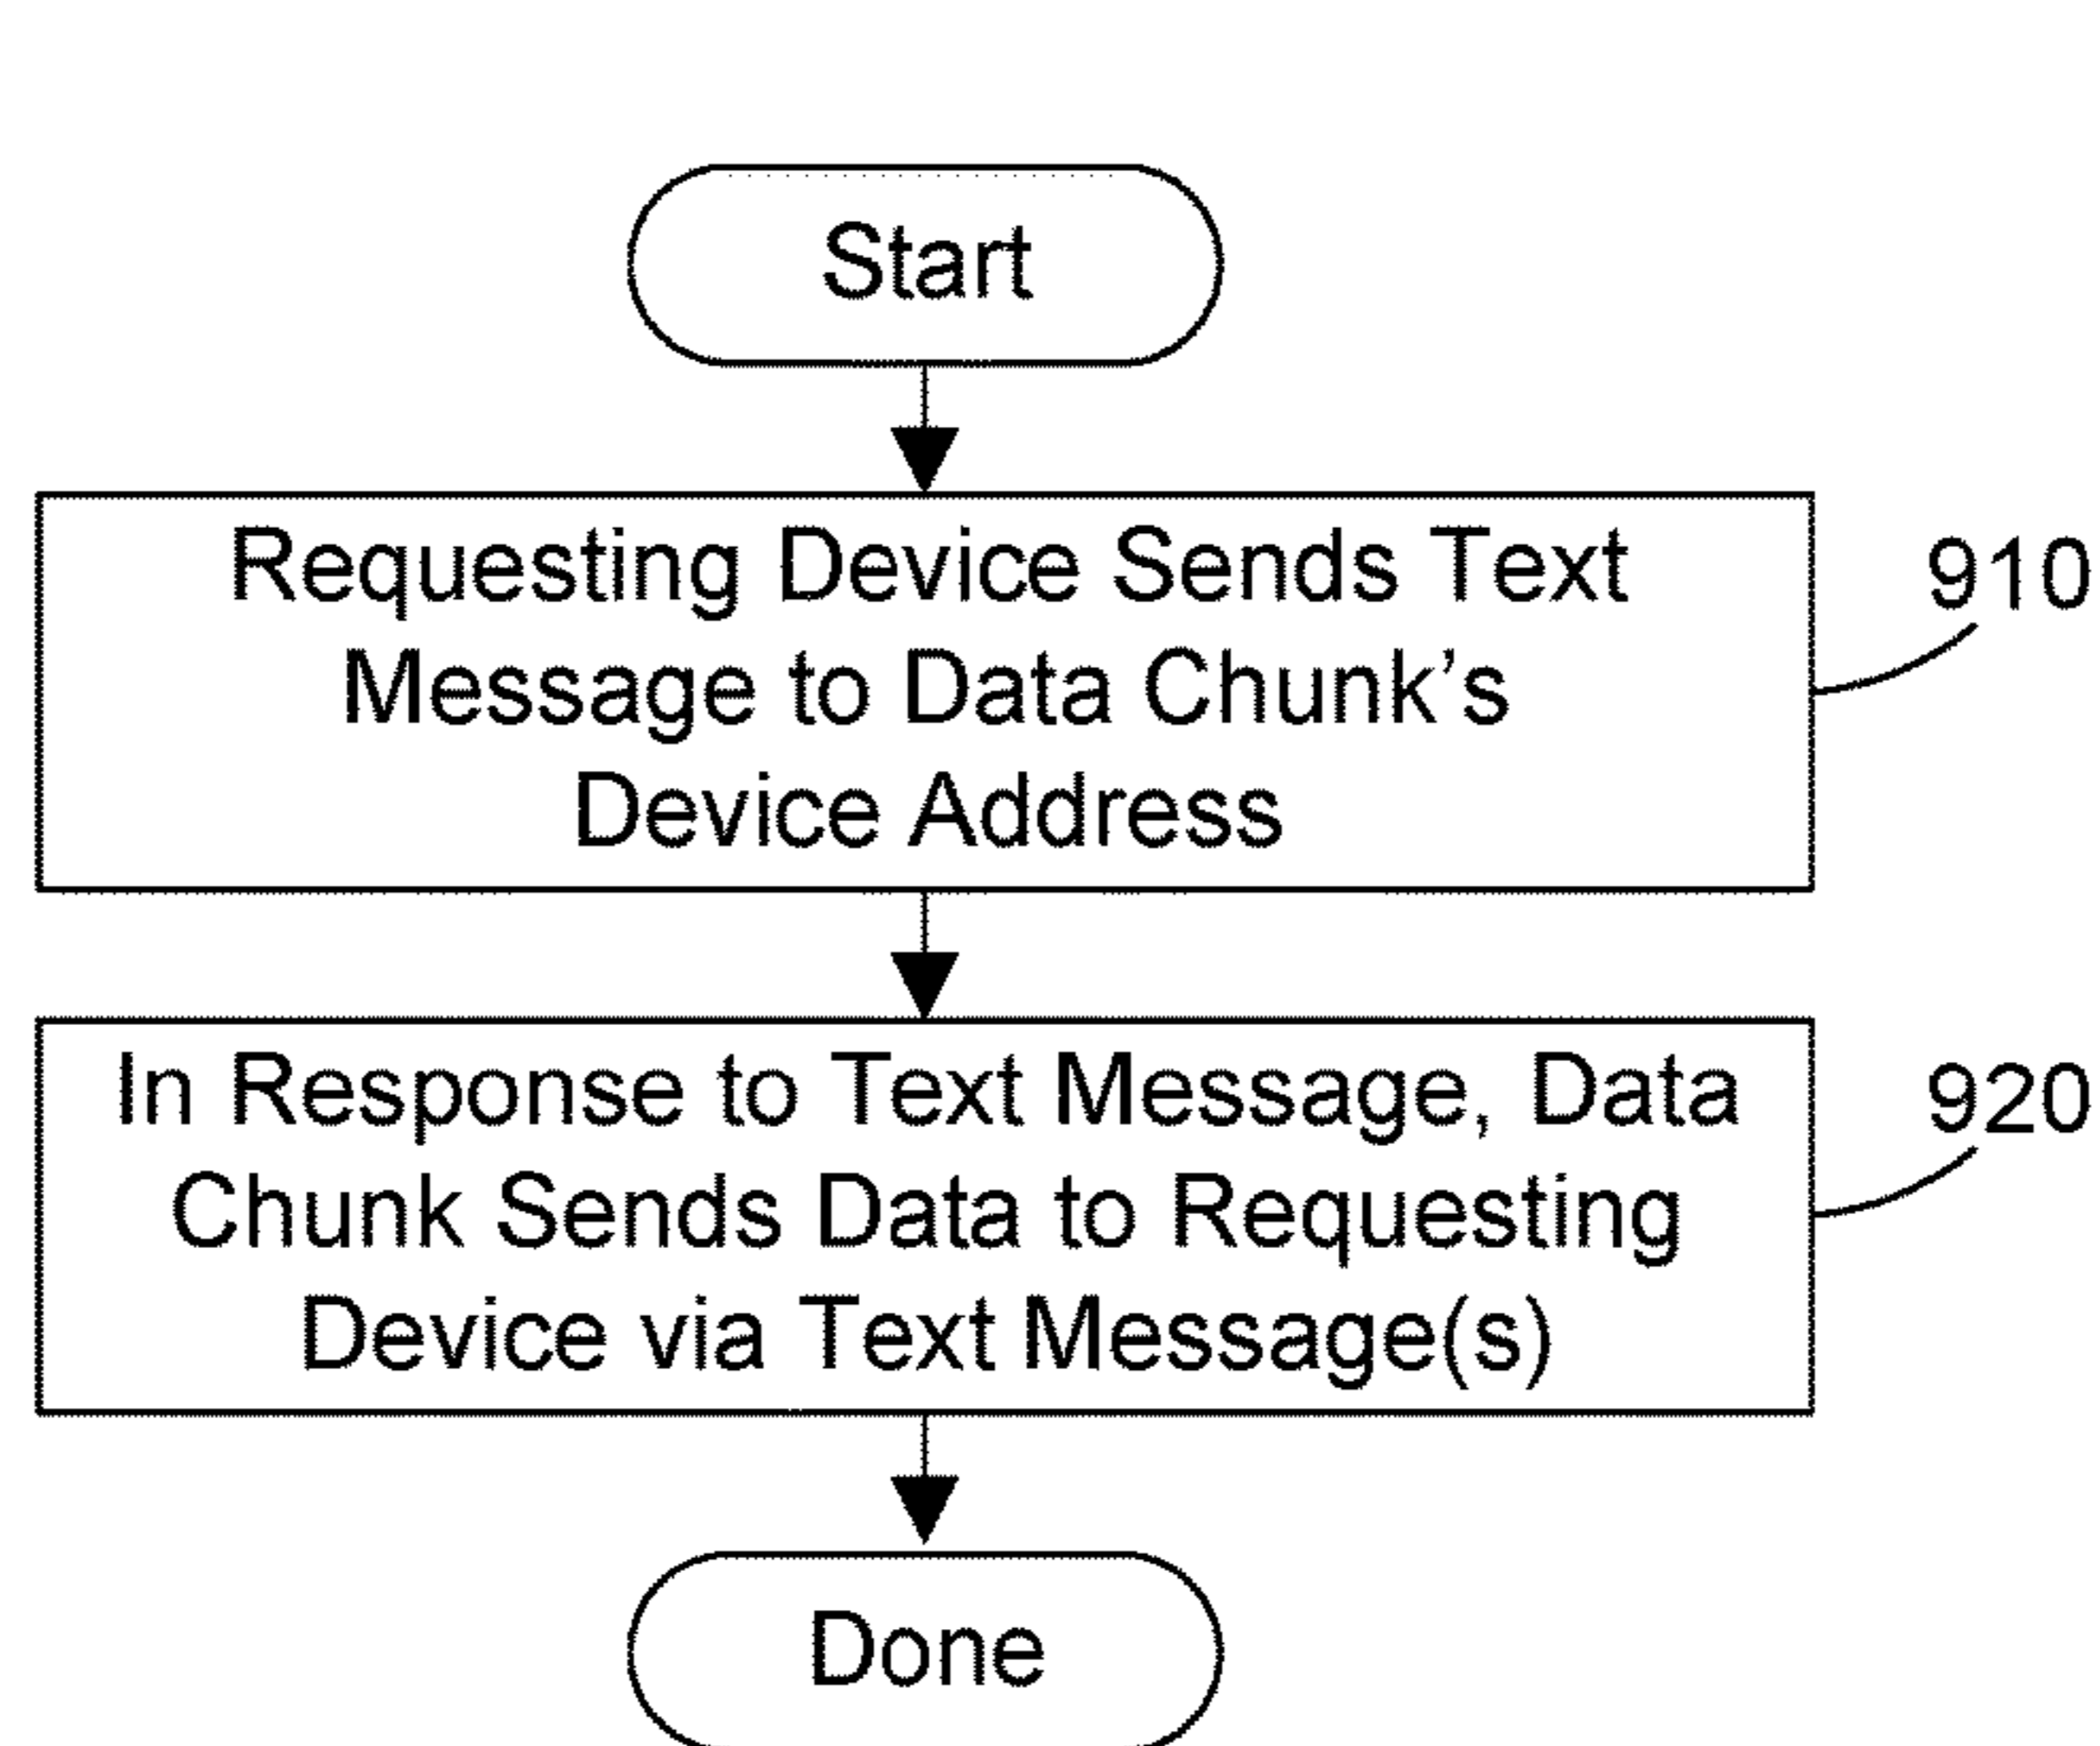 Start
Requesting Device Sends Text
Message to Data Chunk’s
Device Address
910
In Response to Text Message, Data
Chunk Sends Data to Requesting
Device via Text Message(s)
920
Done